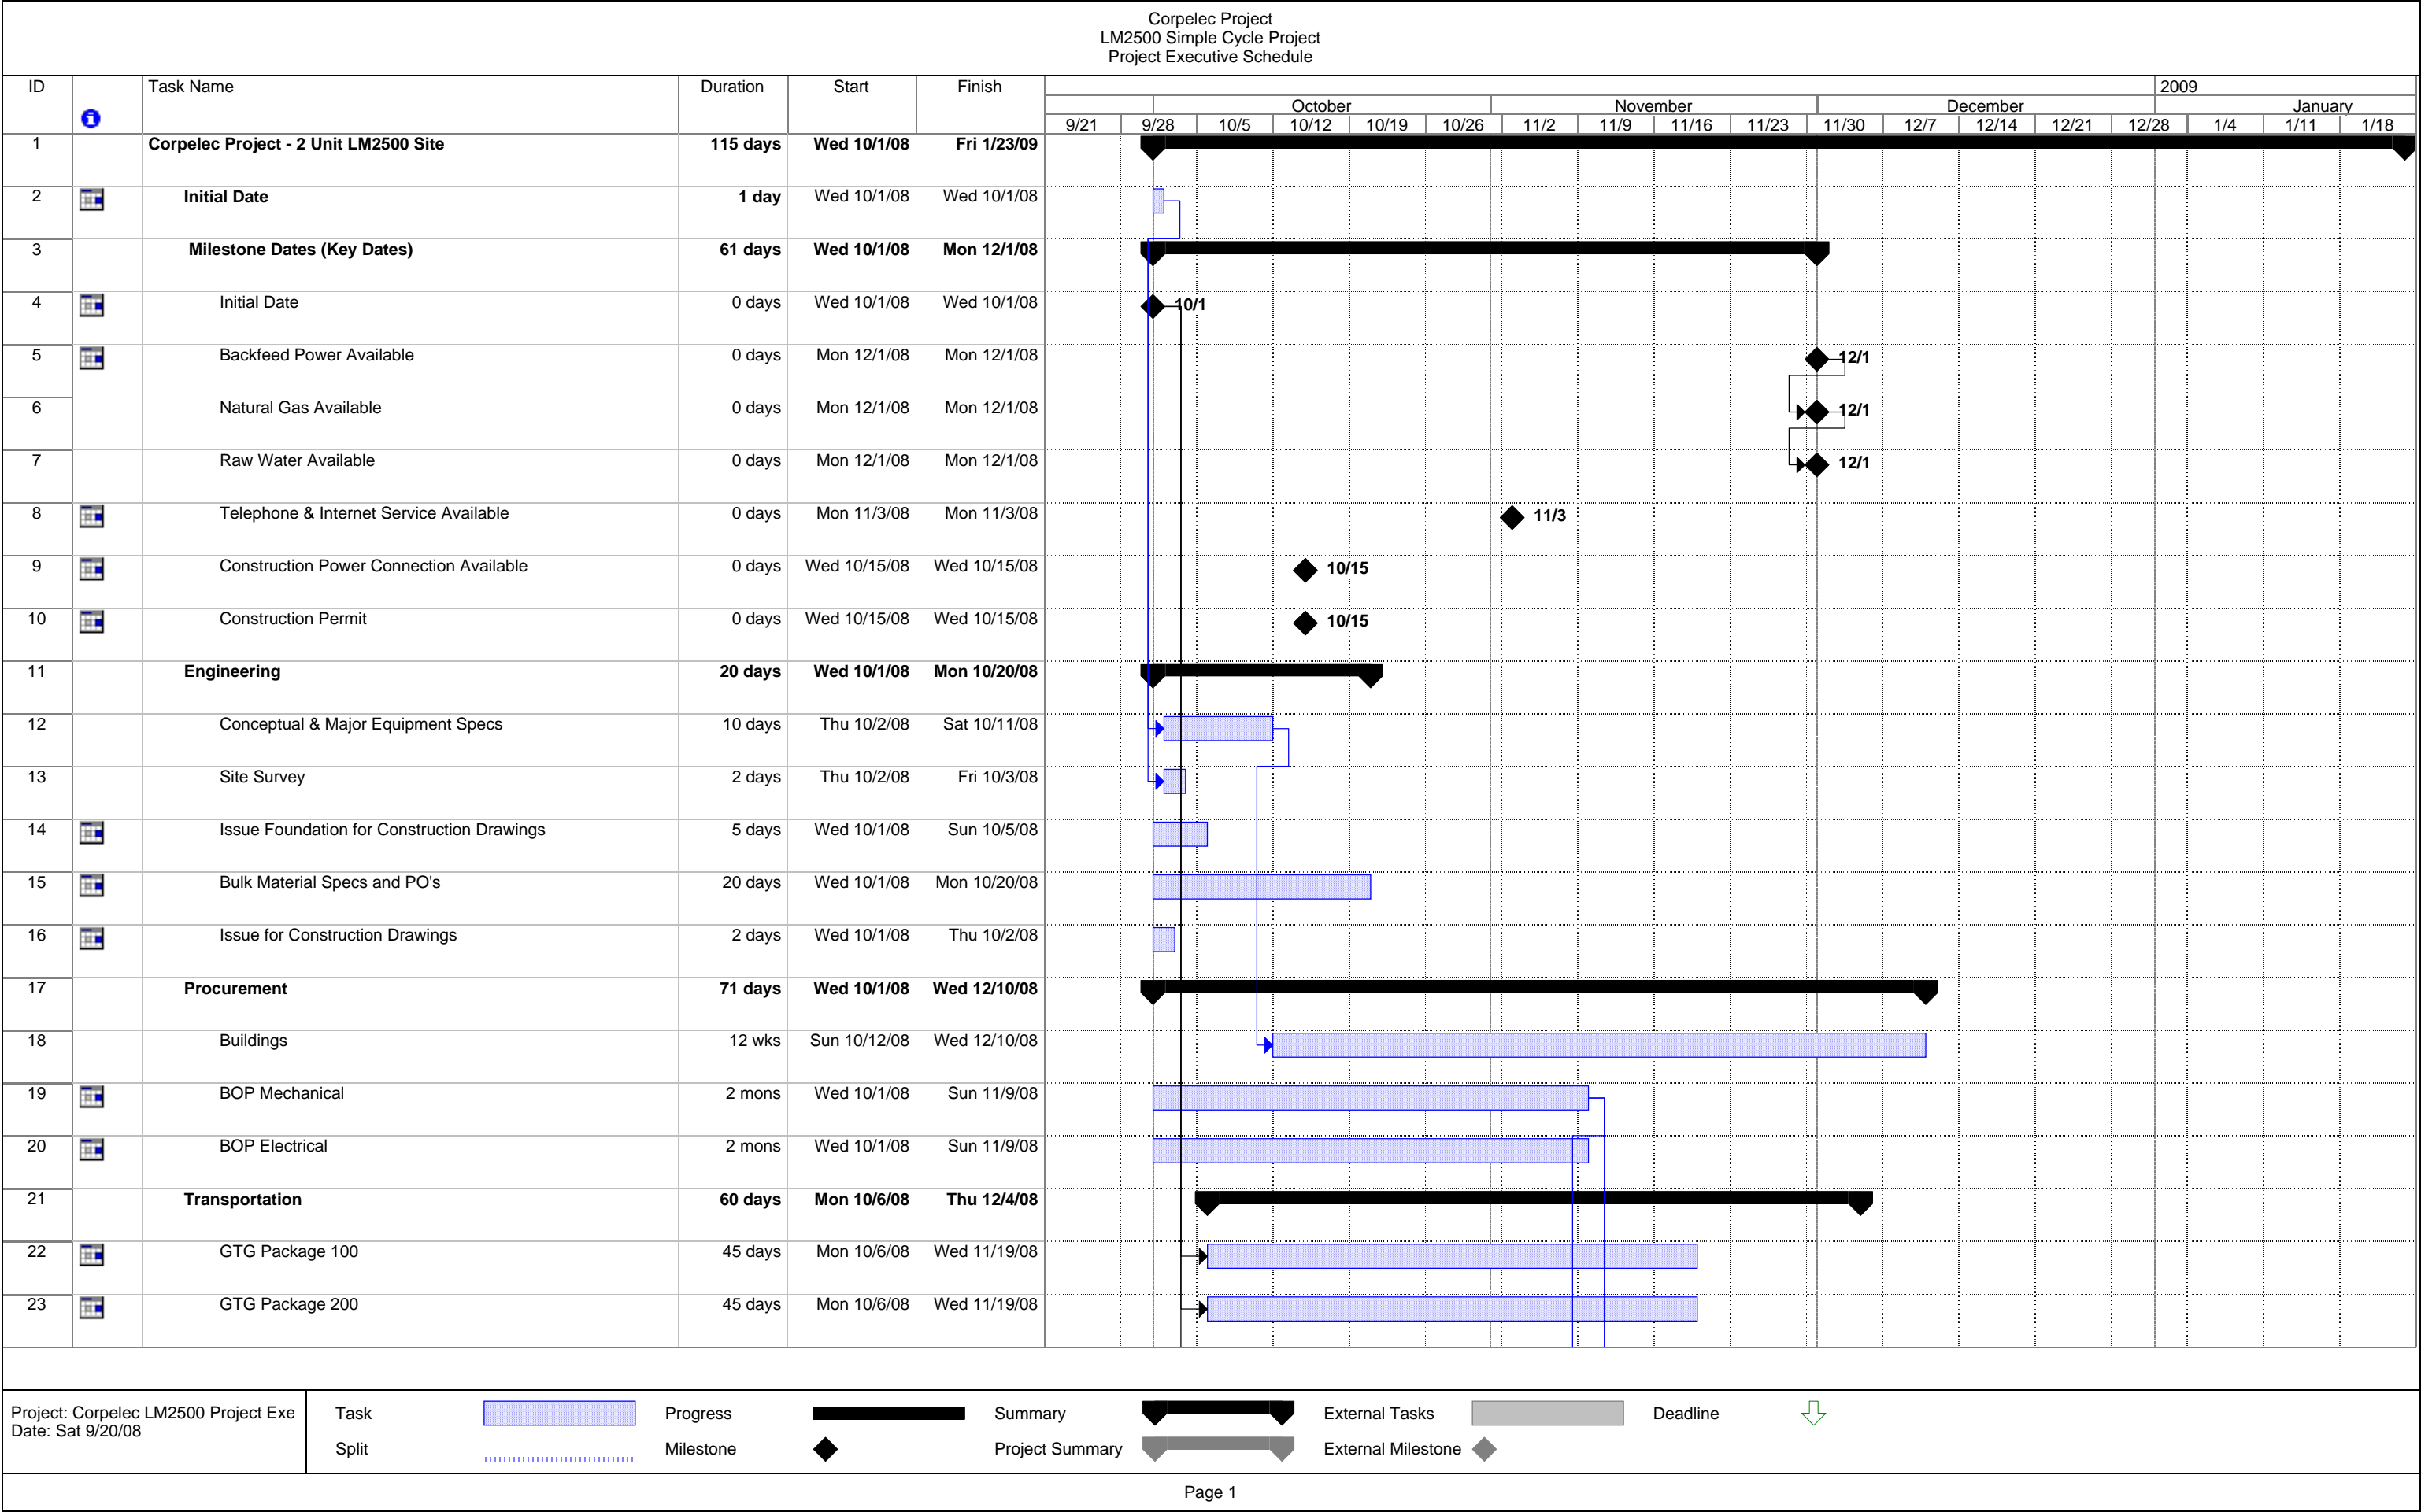 Corpelec Project
LM2500 Simple Cycle Project
Project Executive Schedule
ID Task Name Duration Start Finish 2009
October November December January
9/21 9/28 10/5 10/12 10/19 10/26 11/2 11/9 11/16 11/23 11/30 12/7 12/14 12/21 12/28 1/4 1/11 1/18
1 Corpelec Project - 2 Unit LM2500 Site 115 days Wed 10/1/08 Fri 1/23/09
2 Initial Date 1 day Wed 10/1/08 Wed 10/1/08
3 Milestone Dates (Key Dates) 61 days Wed 10/1/08 Mon 12/1/08
4 Initial Date 0 days Wed 10/1/08 Wed 10/1/08 10/1
5 Backfeed Power Available 0 days Mon 12/1/08 Mon 12/1/08 12/1
6 Natural Gas Available 0 days Mon 12/1/08 Mon 12/1/08 12/1
7 Raw Water Available 0 days Mon 12/1/08 Mon 12/1/08 12/1
8 Telephone & Internet Service Available 0 days Mon 11/3/08 Mon 11/3/08 11/3
9 Construction Power Connection Available 0 days Wed 10/15/08 Wed 10/15/08 10/15
10 Construction Permit 0 days Wed 10/15/08 Wed 10/15/08 10/15
11 Engineering 20 days Wed 10/1/08 Mon 10/20/08
12 Conceptual & Major Equipment Specs 10 days Thu 10/2/08 Sat 10/11/08
13 Site Survey 2 days Thu 10/2/08 Fri 10/3/08
14 Issue Foundation for Construction Drawings 5 days Wed 10/1/08 Sun 10/5/08
15 Bulk Material Specs and PO's 20 days Wed 10/1/08 Mon 10/20/08
16 Issue for Construction Drawings 2 days Wed 10/1/08 Thu 10/2/08
17 Procurement 71 days Wed 10/1/08 Wed 12/10/08
18 Buildings 12 wks Sun 10/12/08 Wed 12/10/08
19 BOP Mechanical 2 mons Wed 10/1/08 Sun 11/9/08
20 BOP Electrical 2 mons Wed 10/1/08 Sun 11/9/08
21 Transportation 60 days Mon 10/6/08 Thu 12/4/08
22 GTG Package 100 45 days Mon 10/6/08 Wed 11/19/08
23 GTG Package 200 45 days Mon 10/6/08 Wed 11/19/08
Project: Corpelec LM2500 Project Exe
Date: Sat 9/20/08
Task Progress Summary External Tasks Deadline
Split Milestone Project Summary External Milestone
Page 1